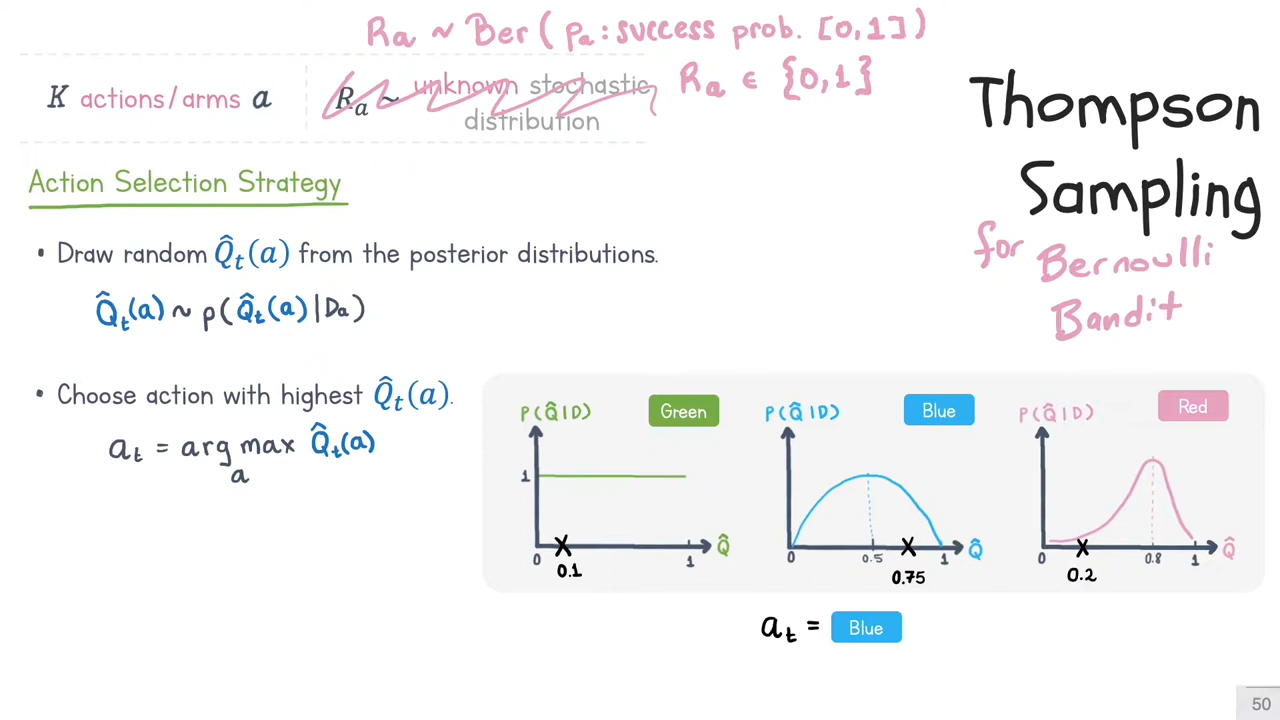 Ra ~ Ber( pa: success prob. [0,1])
K actions/arms a
Ra ~ unknown stochastic distribution
Ra ∈ {0,1}
Thompson
Sampling
for Bernoulli
Bandit
Action Selection Strategy
• Draw random Q̂t(a) from the posterior distributions.
Q̂t(a) ~ p(Q̂t(a)|Da)
• Choose action with highest Q̂t(a).
at = arg max Q̂t(a)
a
P(Q̂|D) Green
1
0 1 Q̂
0.1
P(Q̂|D) Blue
0 0.5 1 Q̂
0.75
P(Q̂|D) Red
0 0.8 1 Q̂
0.2
at = Blue
50